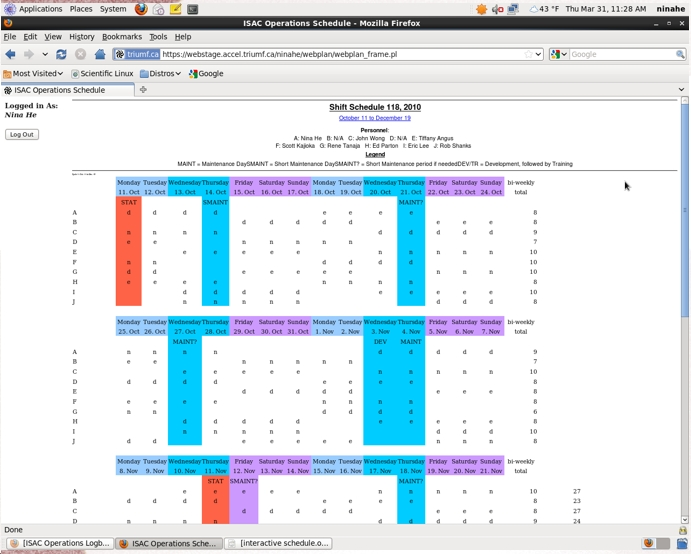 Applications Places System 43 °F Thu Mar 31, 11:28 AM ninahe
ISAC Operations Schedule - Mozilla Firefox
File Edit View History Bookmarks Tools Help
triumf.ca https://webstage.accel.triumf.ca/ninahe/webplan/webplan_frame.pl Google
Most Visited Scientific Linux Distros Google
ISAC Operations Schedule
Logged in As:
Nina He
Log Out
Shift Schedule 118, 2010
October 11 to December 19
Personnel:
A: Nina He B: N/A C: John Wong D: N/A E: Tiffany Angus
F: Scott Kajioka G: Rene Tanaja H: Ed Parton I: Eric Lee J: Rob Shanks
Legend
MAINT = Maintenance DaySMAINT = Short Maintenance DaySMAINT? = Short Maintenance period if neededDEV/TR = Development, followed by Training
Monday Tuesday Wednesday Thursday Friday Saturday Sunday Monday Tuesday Wednesday Thursday Friday Saturday Sunday bi-weekly
11. Oct 12. Oct 13. Oct 14. Oct 15. Oct 16. Oct 17. Oct 18. Oct 19. Oct 20. Oct 21. Oct 22. Oct 23. Oct 24. Oct total
STAT SMAINT MAINT?
A d d d d e e e e 8
B d d d d d e e e 8
C n n n n d d d d d 9
D e e n n n n n 7
E e e e e e n n n n n 10
F n n d d d d n n n 10
G d d e e e e e n n n 10
H e e e e n n n n 8
I d d d d d e e e e e 10
J n n n n n d d d 8
Monday Tuesday Wednesday Thursday Friday Saturday Sunday Monday Tuesday Wednesday Thursday Friday Saturday Sunday bi-weekly
25. Oct 26. Oct 27. Oct 28. Oct 29. Oct 30. Oct 31. Oct 1. Nov 2. Nov 3. Nov 4. Nov 5. Nov 6. Nov 7. Nov total
MAINT? DEV MAINT
A n n n n d d d d d 9
B e e n n n n n 7
C e e e e e n n n n n 10
D d d d d e e e e 8
E d d d d d e e e 8
F e e e e n n n n 8
G n n d d d d 6
H d d d d d e e e e e 8
I n n n n n d d d 10
J d d e e e e e n n n 8
Monday Tuesday Wednesday Thursday Friday Saturday Sunday Monday Tuesday Wednesday Thursday Friday Saturday Sunday bi-weekly
8. Nov 9. Nov 10. Nov 11. Nov 12. Nov 13. Nov 14. Nov 15. Nov 16. Nov 17. Nov 18. Nov 19. Nov 20. Nov 21. Nov total
STAT SMAINT? MAINT?
A e e e e e n n n n n 10 27
B d d d d e e e e 8 23
C d d d d d e e e 8 27
D n n n n d d d d d 9 24
Done
[ISAC Operations Logb... ISAC Operations Sche... [interactive schedule.o...